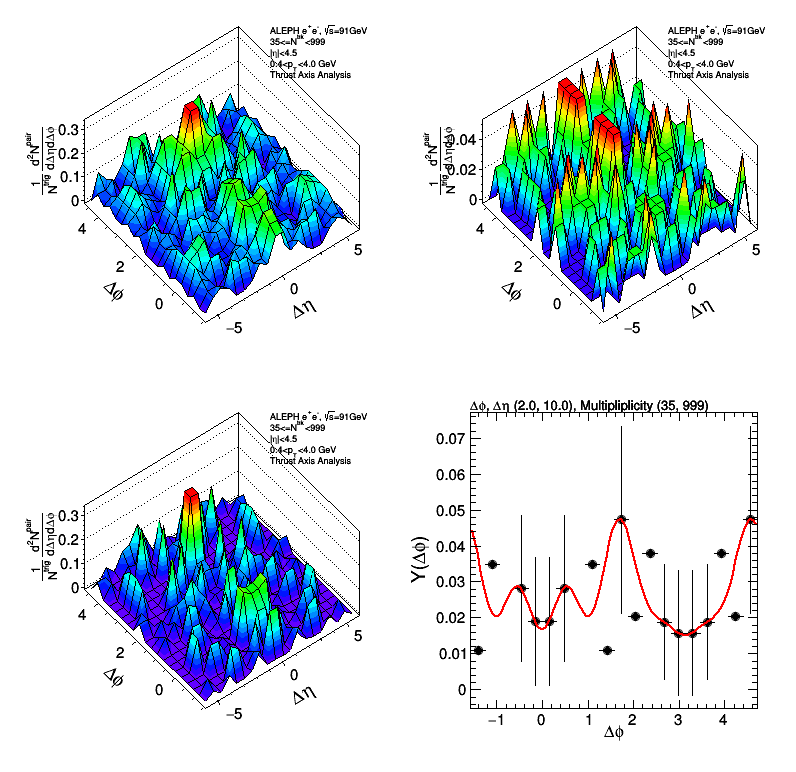 ALEPH e⁺e⁻, √s=91GeV
35<=N^trk<999
|η|<4.5
0.4<p_T<4.0 GeV
Thrust Axis Analysis
1/N^trig d²N^pair/dΔηdΔφ
0.3
0.2
0.1
0
4
2
0
Δφ
−5
0
5
Δη
ALEPH e⁺e⁻, √s=91GeV
35<=N^trk<999
|η|<4.5
0.4<p_T<4.0 GeV
Thrust Axis Analysis
1/N^trig d²N^pair/dΔηdΔφ
0.04
0.02
0
4
2
0
Δφ
−5
0
5
Δη
ALEPH e⁺e⁻, √s=91GeV
35<=N^trk<999
|η|<4.5
0.4<p_T<4.0 GeV
Thrust Axis Analysis
1/N^trig d²N^pair/dΔηdΔφ
0.3
0.2
0.1
0
4
2
0
Δφ
−5
0
5
Δη
Δφ, Δη (2.0, 10.0), Multipliplicity (35, 999)
Y(Δφ)
0.07
0.06
0.05
0.04
0.03
0.02
0.01
0
−1 0 1 2 3 4
Δφ